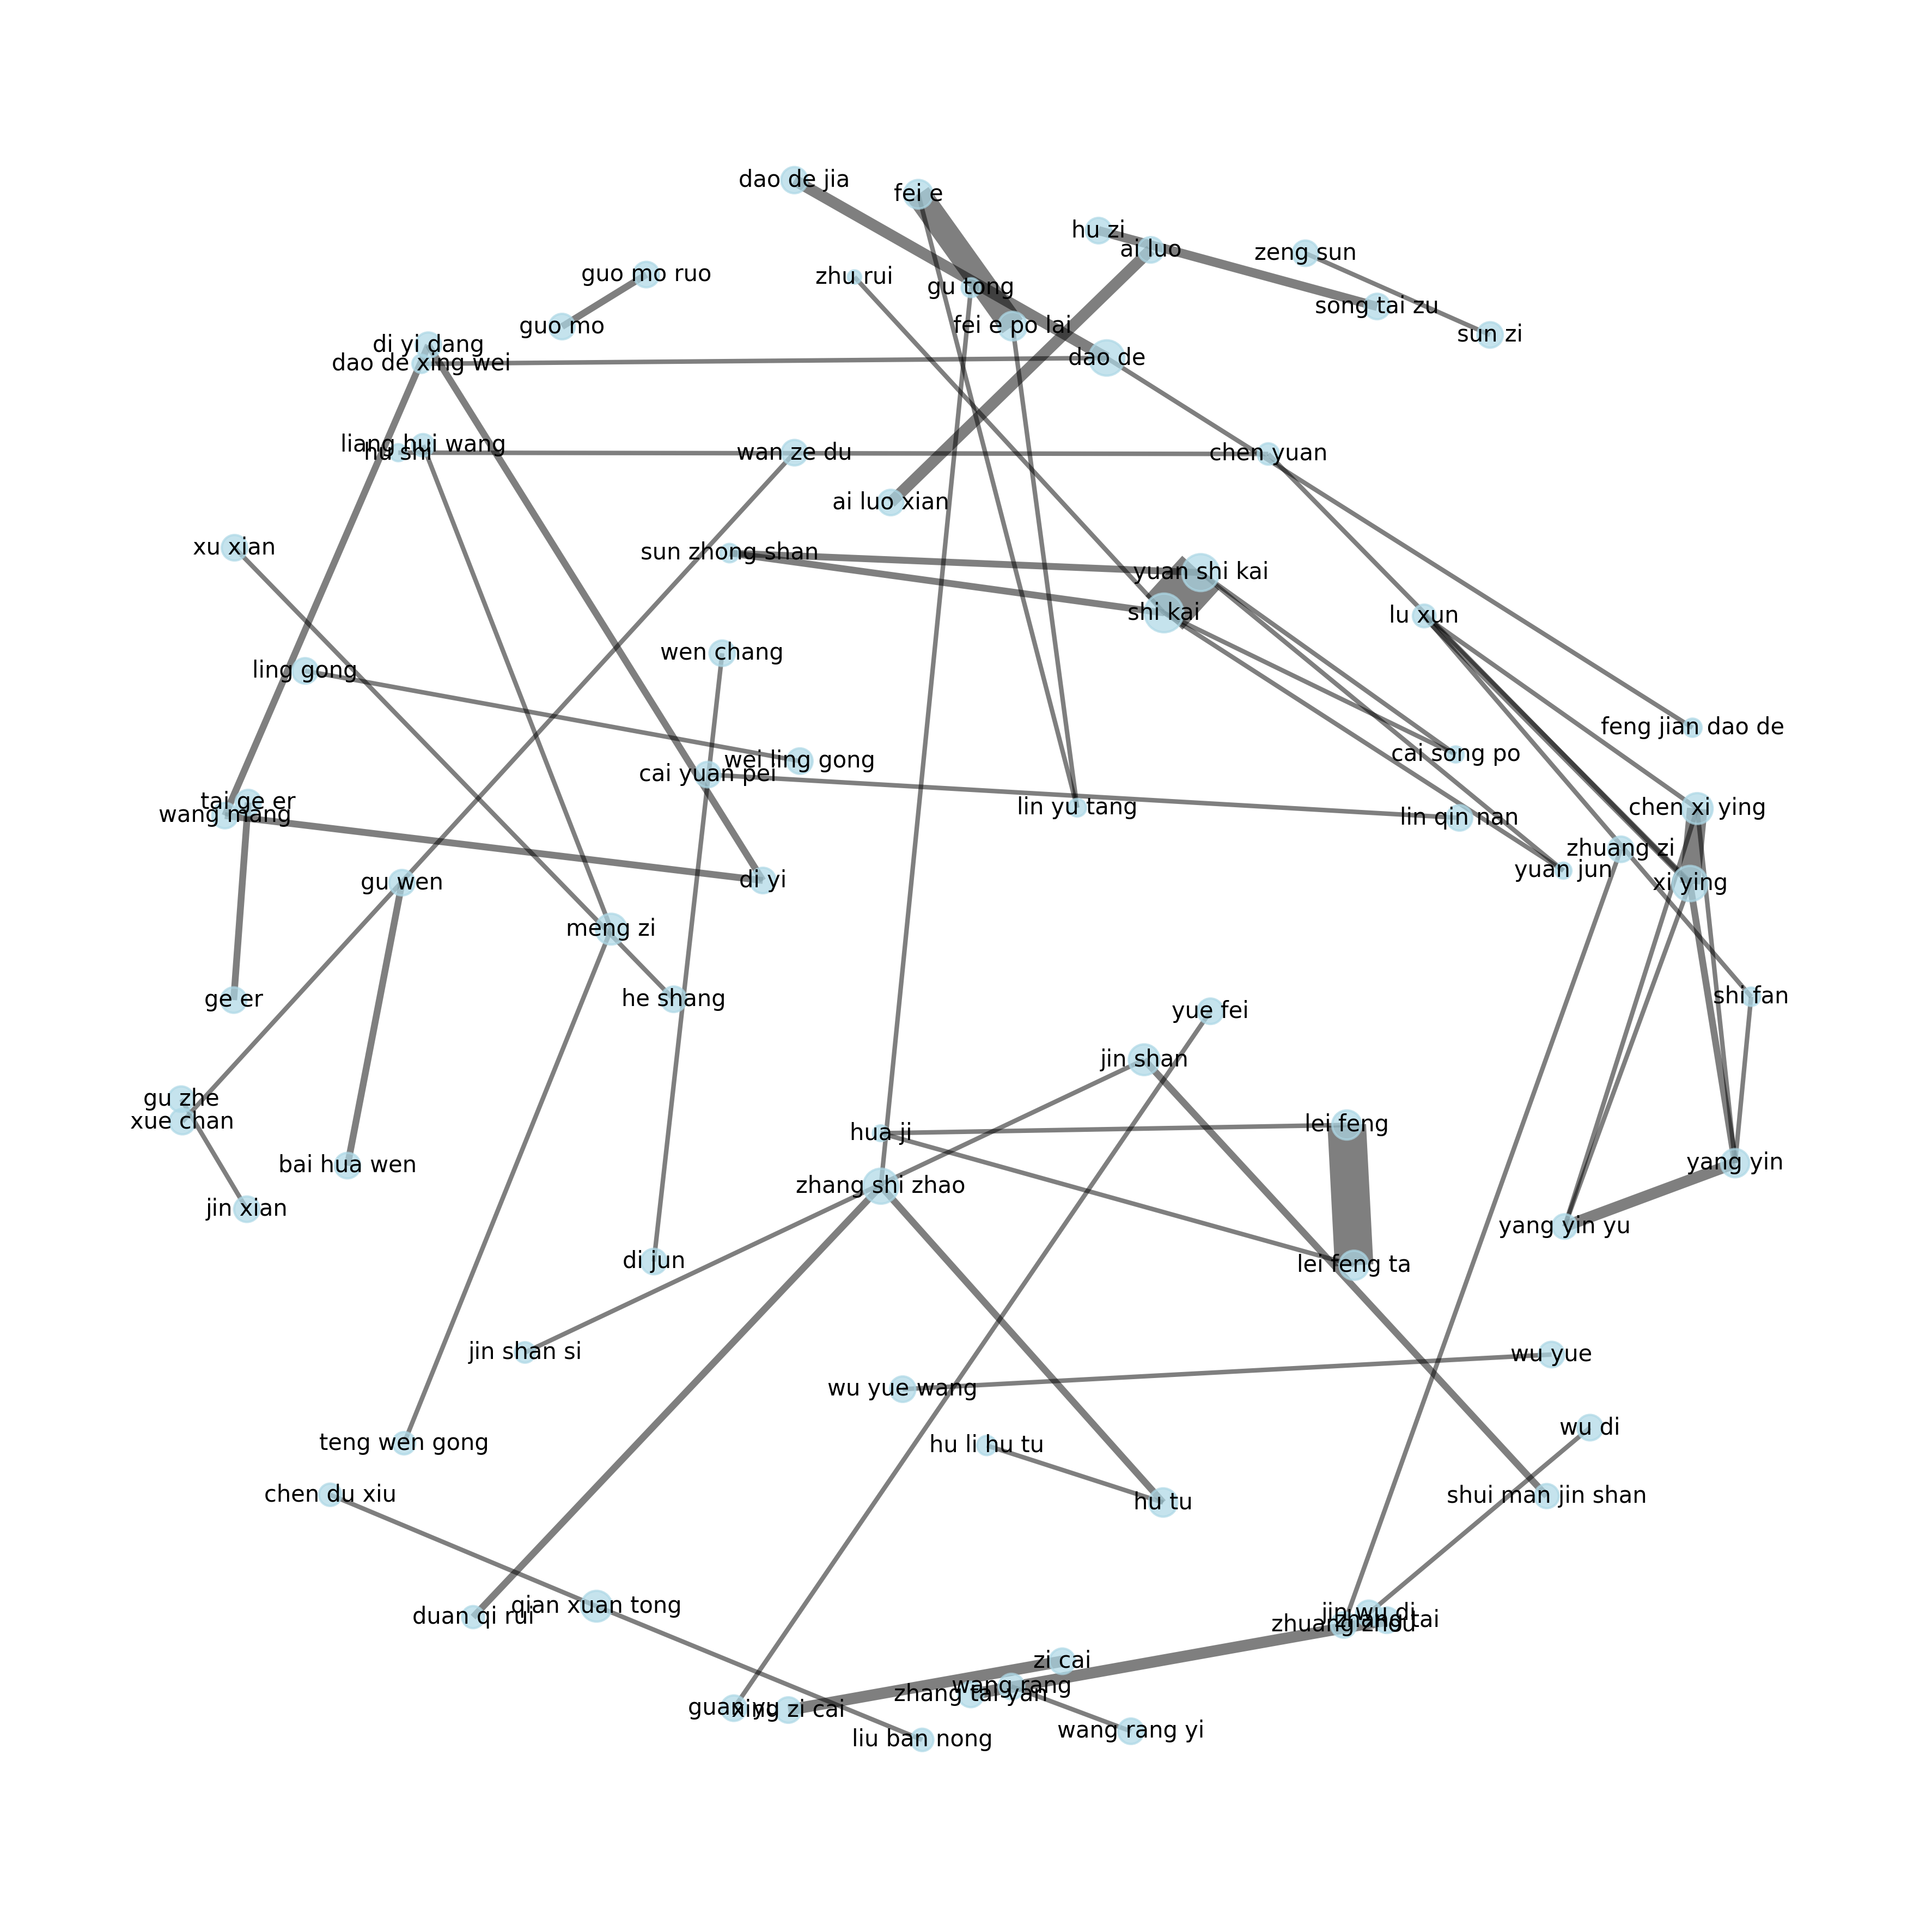 dao de jia
fei e
hu zi
ai luo
zeng sun
guo mo ruo
zhu rui
gu tong
song tai zu
guo mo
fei e po lai
sun zi
di yi dang
dao de xing wei
dao de
liang hui wang
hu shi
wan ze du
chen yuan
ai luo xian
xu xian
sun zhong shan
yuan shi kai
shi kai
lu xun
wen chang
ling gong
feng jian dao de
cai song po
wei ling gong
cai yuan pei
tai ge er
wang mang
lin yu tang
lin qin nan
chen xi ying
zhuang zi
yuan jun
di yi
gu wen
xi ying
meng zi
ge er
he shang
shi fan
yue fei
jin shan
gu zhe
xue chan
hua ji
lei feng
bai hua wen
yang yin
zhang shi zhao
jin xian
yang yin yu
di jun
lei feng ta
jin shan si
wu yue
wu yue wang
wu di
teng wen gong
hu li hu tu
chen du xiu
shui man jin shan
hu tu
qian xuan tong
duan qi rui
jin wu di
zhang tai
zhuang zhou
zi cai
wang rang
zhang tai yan
guan yu
xing zi cai
liu ban nong
wang rang yi